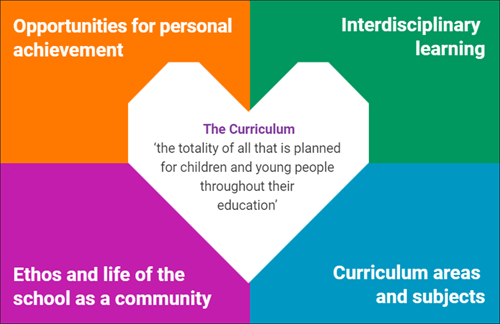 Opportunities for personal
achievement
Interdisciplinary
learning
The Curriculum
‘the totality of all that is planned
for children and young people
throughout their
education’
Ethos and life of the
school as a community
Curriculum areas
and subjects